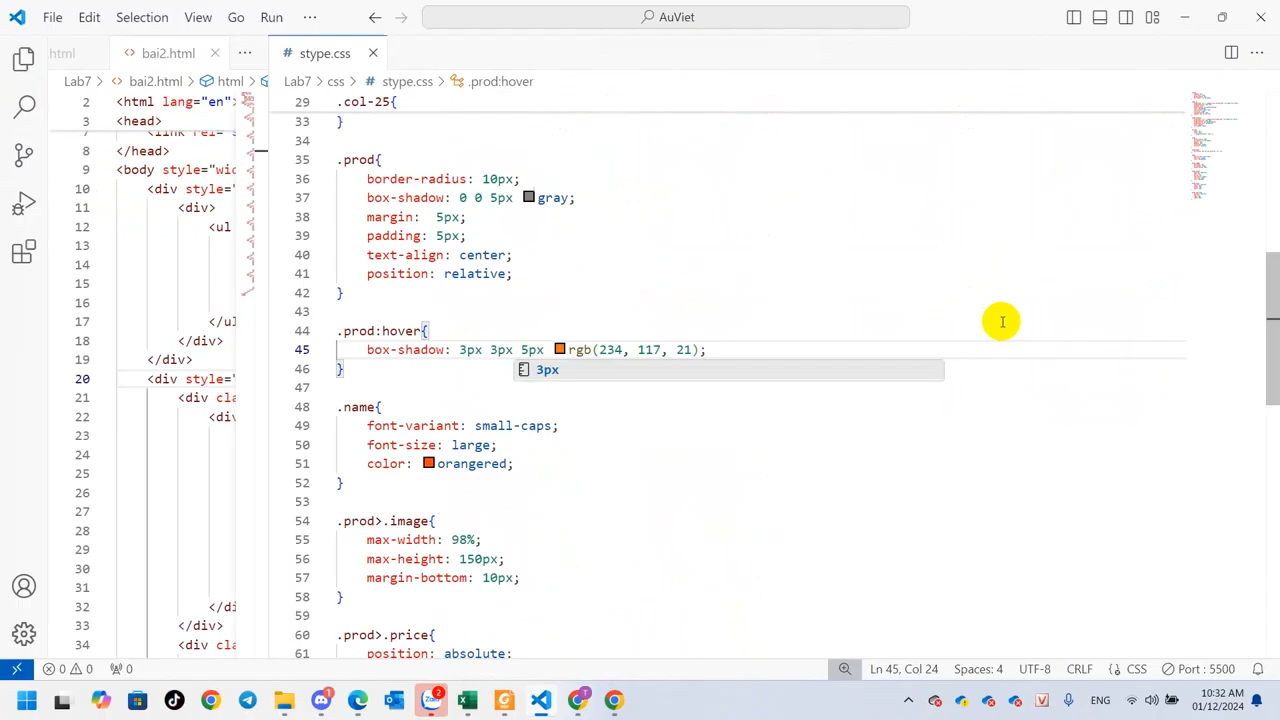 File Edit Selection View Go Run ··· AuViet
html bai2.html ··· stype.css
Lab7 > bai2.html > html
Lab7 > css > stype.css > .prod:hover
2 <html lang="en">
3 <head>
7 <link rel=
8 </head>
9 <body style="wid
10 <div style="
11 <div>
12 <ul
13
14
15
16
17 </ul
18 </div>
19 </div>
20 <div style="
21 <div cla
22 <div
23
24
25
26
27
28
29
30
31
32 </di
33 </div>
34 <div clas
29 .col-25{
33 }
34
35 .prod{
36 border-radius: 10px;
37 box-shadow: 0 0 5px gray;
38 margin:  5px;
39 padding: 5px;
40 text-align: center;
41 position: relative;
42 }
43
44 .prod:hover{
45 box-shadow: 3px 3px 5px rgb(234, 117, 21);
3px
46 }
47
48 .name{
49 font-variant: small-caps;
50 font-size: large;
51 color: orangered;
52 }
53
54 .prod>.image{
55 max-width: 98%;
56 max-height: 150px;
57 margin-bottom: 10px;
58 }
59
60 .prod>.price{
61 position: absolute;
0 0 0 Ln 45, Col 24 Spaces: 4 UTF-8 CRLF CSS Port : 5500
Zalo 2 T ENG 10:32 AM
01/12/2024